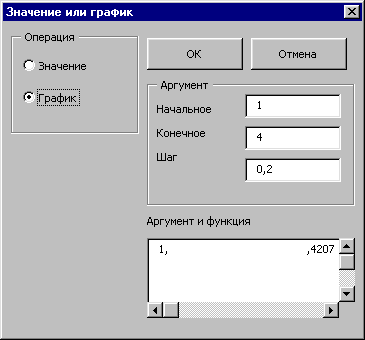 Значение или график
Операция
Значение
График
OK
Отмена
Аргумент
Начальное 1
Конечное 4
Шаг 0,2
Аргумент и функция
1, ,4207